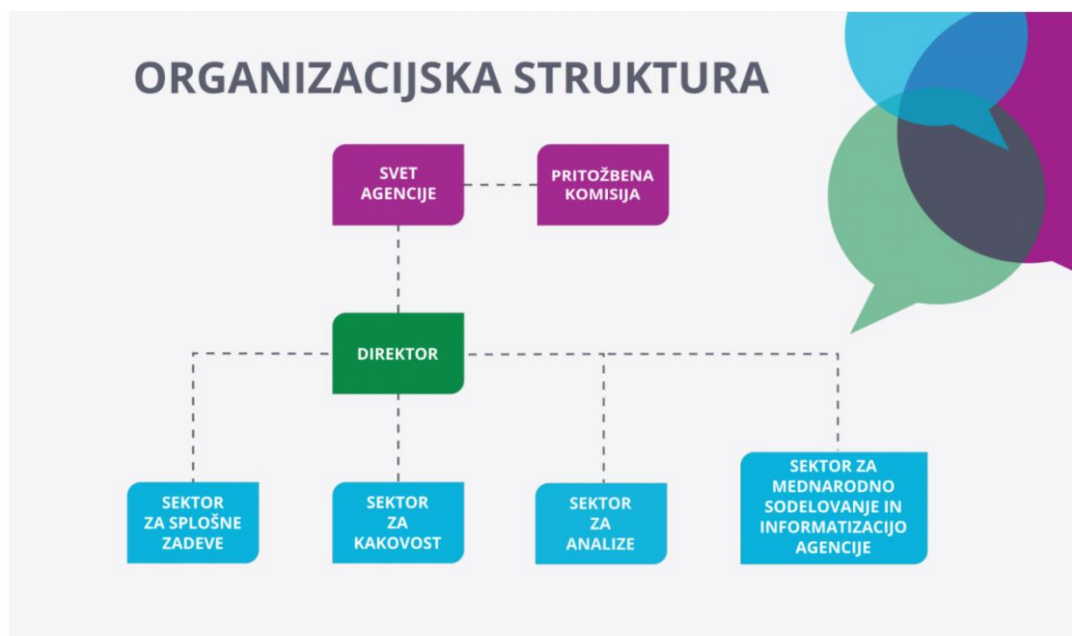 ORGANIZACIJSKA STRUKTURA
SVET
AGENCIJE
PRITOŽBENA
KOMISIJA
DIREKTOR
SEKTOR
ZA SPLOŠNE
ZADEVE
SEKTOR
ZA
KAKOVOST
SEKTOR
ZA
ANALIZE
SEKTOR ZA
MEDNARODNO
SODELOVANJE IN
INFORMATIZACIJO
AGENCIJE